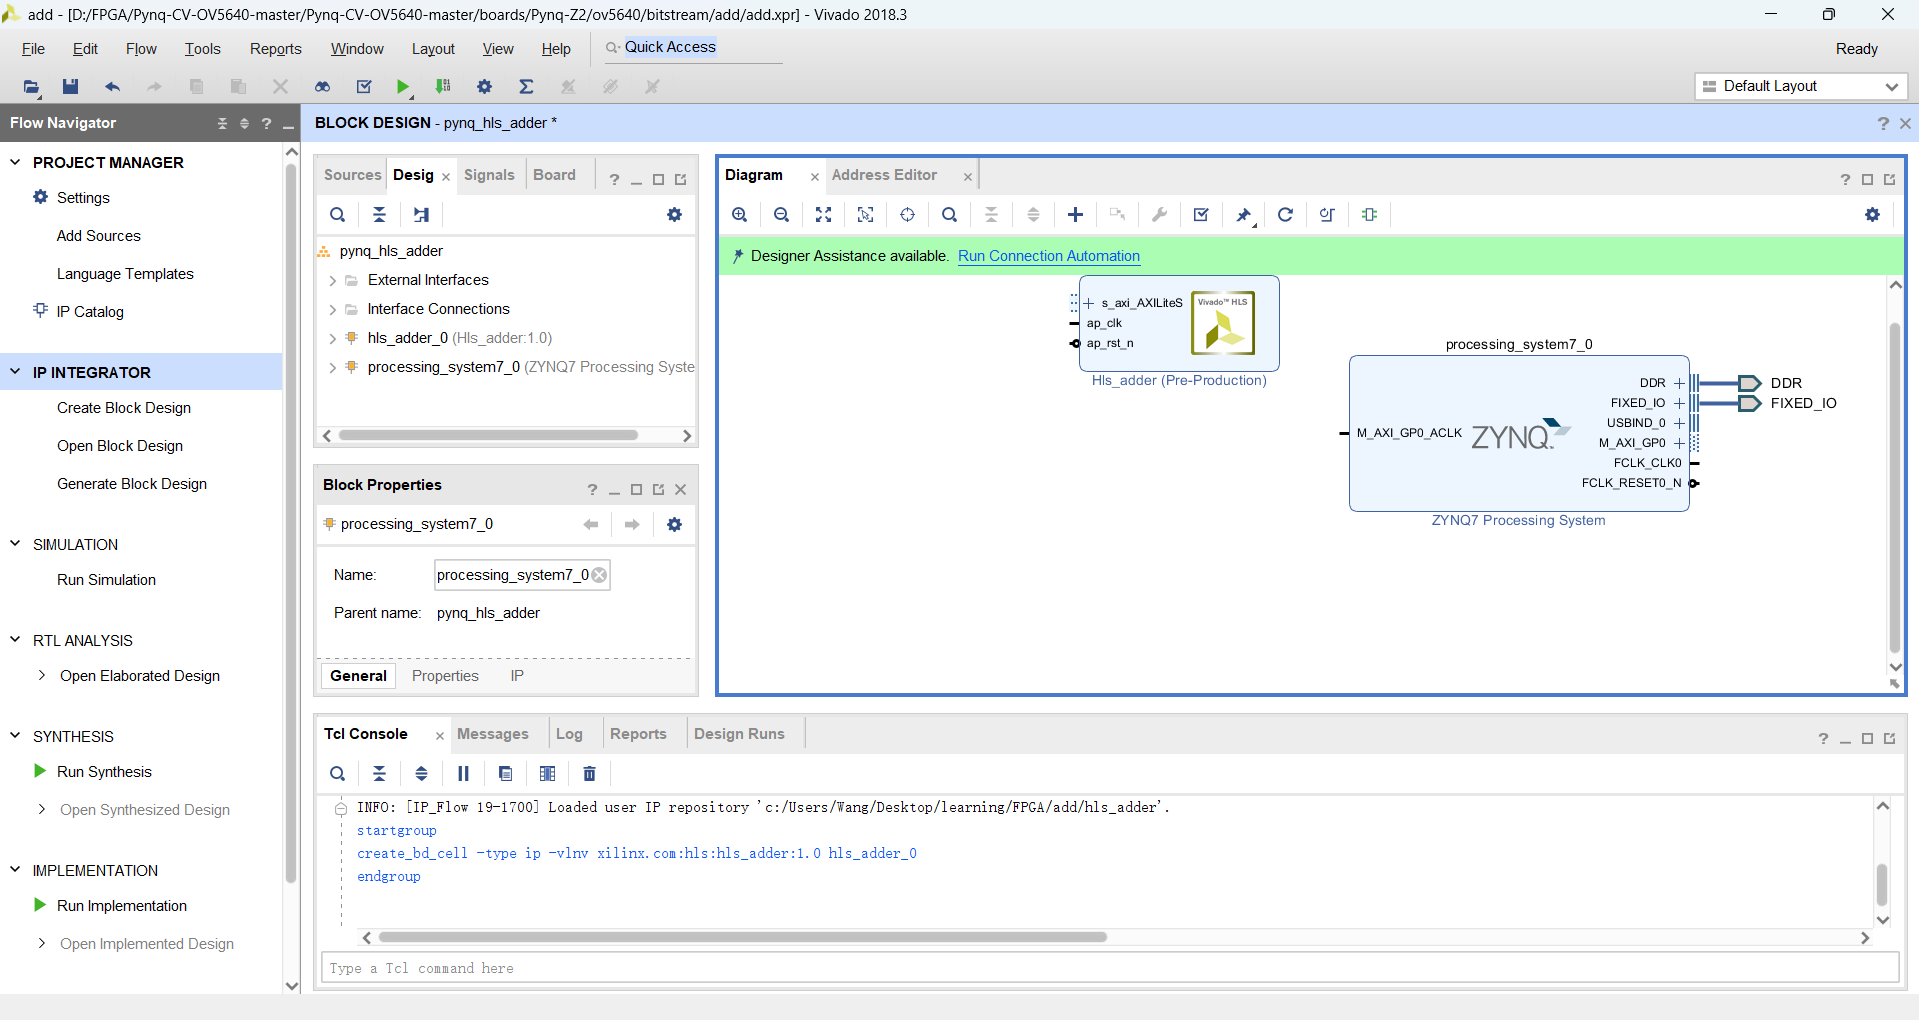 add - [D:/FPGA/Pynq-CV-OV5640-master/Pynq-CV-OV5640-master/boards/Pynq-Z2/ov5640/bitstream/add/add.xpr] - Vivado 2018.3
File Edit Flow Tools Reports Window Layout View Help Quick Access Ready
Default Layout
Flow Navigator
BLOCK DESIGN - pynq_hls_adder *
PROJECT MANAGER
Settings
Add Sources
Language Templates
IP Catalog
IP INTEGRATOR
Create Block Design
Open Block Design
Generate Block Design
SIMULATION
Run Simulation
RTL ANALYSIS
Open Elaborated Design
SYNTHESIS
Run Synthesis
Open Synthesized Design
IMPLEMENTATION
Run Implementation
Open Implemented Design
Sources Desig Signals Board
pynq_hls_adder
External Interfaces
Interface Connections
hls_adder_0 (Hls_adder:1.0)
processing_system7_0 (ZYNQ7 Processing Syste
Block Properties
processing_system7_0
Name: processing_system7_0
Parent name: pynq_hls_adder
General Properties IP
Diagram Address Editor
Designer Assistance available. Run Connection Automation
s_axi_AXILiteS
ap_clk
ap_rst_n
Vivado™ HLS
Hls_adder (Pre-Production)
processing_system7_0
M_AXI_GP0_ACLK
ZYNQ
DDR
FIXED_IO
USBIND_0
M_AXI_GP0
FCLK_CLK0
FCLK_RESET0_N
DDR
FIXED_IO
ZYNQ7 Processing System
Tcl Console Messages Log Reports Design Runs
INFO: [IP_Flow 19-1700] Loaded user IP repository 'c:/Users/Wang/Desktop/learning/FPGA/add/hls_adder'.
startgroup
create_bd_cell -type ip -vlnv xilinx.com:hls:hls_adder:1.0 hls_adder_0
endgroup
Type a Tcl command here